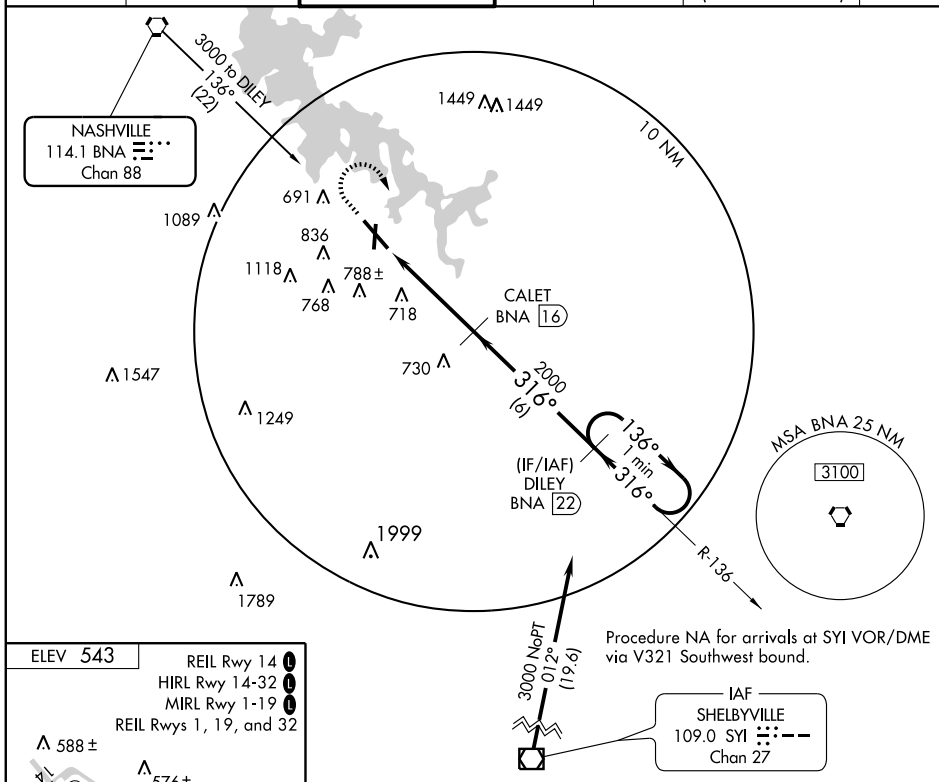 3000 to DILEY
136°
(22)
NASHVILLE
114.1 BNA
Chan 88
1449
1449
10 NM
691
1089
836
1118
788 ±
768
718
CALET
BNA 16
730
2000
316°
(6)
1547
1249
136°
1 min
316°
(IF/IAF)
DILEY
BNA 22
MSA BNA 25 NM
3100
1999
1789
R-136
3000 NoPT
012°
(19.6)
Procedure NA for arrivals at SYI VOR/DME
via V321 Southwest bound.
IAF
SHELBYVILLE
109.0 SYI
Chan 27
ELEV 543
REIL Rwy 14 L
HIRL Rwy 14-32 L
MIRL Rwy 1-19 L
REIL Rwys 1, 19, and 32
588 ±
576 ±